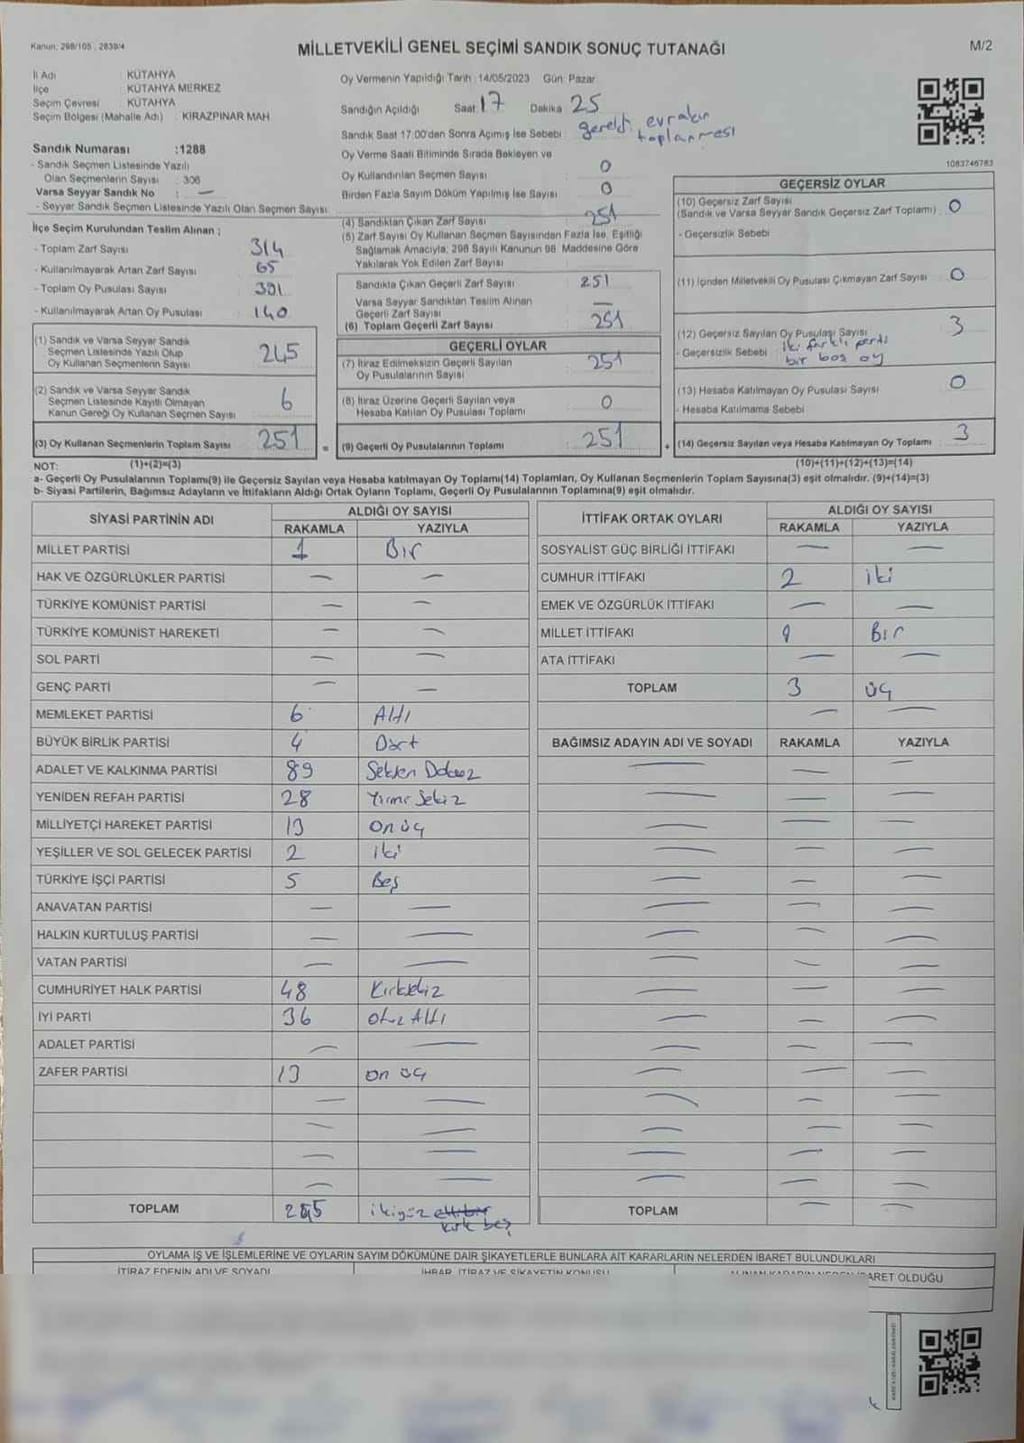 Kanun: 298/105 , 2839/4
MİLLETVEKİLİ GENEL SEÇİMİ SANDIK SONUÇ TUTANAĞI
M/2
İl Adı KÜTAHYA
İlçe KÜTAHYA MERKEZ
Seçim Çevresi KÜTAHYA
Seçim Bölgesi (Mahalle Adı) : KİRAZPINAR MAH
Oy Vermenin Yapıldığı Tarih : 14/05/2023 Gün: Pazar
Sandığın Açıldığı Saat 17 Dakika 25
Sandık Saat 17:00'den Sonra Açımış İse Sebebi : gerekli evrakın toplanması
1083746783
Sandık Numarası :1288
- Sandık Seçmen Listesinde Yazılı
Olan Seçmenlerin Sayısı : 306
Varsa Seyyar Sandık No : —
- Seyyar Sandık Seçmen Listesinde Yazılı Olan Seçmen Sayısı
Oy Verme Saati Bitiminde Sırada Bekleyen ve
Oy Kullandırılan Seçmen Sayısı 0
Birden Fazla Sayım Döküm Yapılmış İse Sayısı 0
İlçe Seçim Kurulundan Teslim Alınan ;
- Toplam Zarf Sayısı 314
- Kullanılmayarak Artan Zarf Sayısı 65
- Toplam Oy Pusulası Sayısı 391
- Kullanılmayarak Artan Oy Pusulası 140
(4) Sandıktan Çıkan Zarf Sayısı 251
(5) Zarf Sayısı Oy Kullanan Seçmen Sayısından Fazla İse, Eşitliği
Sağlamak Amacıyla, 298 Sayılı Kanunun 98. Maddesine Göre
Yakılarak Yok Edilen Zarf Sayısı
Sandıkta Çıkan Geçerli Zarf Sayısı 251
Varsa Seyyar Sandıktan Teslim Alınan
Geçerli Zarf Sayısı —
(6) Toplam Geçerli Zarf Sayısı 251
GEÇERSİZ OYLAR
(10) Geçersiz Zarf Sayısı
(Sandık ve Varsa Seyyar Sandık Geçersiz Zarf Toplamı) : 0
- Geçersizlik Sebebi :
(11) İçinden Milletvekili Oy Pusulası Çıkmayan Zarf Sayısı : 0
(12) Geçersiz Sayılan Oy Pusulası Sayısı 3
- Geçersizlik Sebebi : iki farklı parti
bir boş oy
(13) Hesaba Katılmayan Oy Pusulası Sayısı 0
- Hesaba Katılmama Sebebi
(14) Geçersiz Sayılan veya Hesaba Katılmayan Oy Toplamı 3
(10)+(11)+(12)+(13)=(14)
(1) Sandık ve Varsa Seyyar Sandık
Seçmen Listesinde Yazılı Olup
Oy Kullanan Seçmenlerin Sayısı 245
(2) Sandık ve Varsa Seyyar Sandık
Seçmen Listesinde Kayıtlı Olmayan
Kanun Gereği Oy Kullanan Seçmen Sayısı 6
(3) Oy Kullanan Seçmenlerin Toplam Sayısı 251 =
(1)+(2)=(3)
GEÇERLİ OYLAR
(7) İtiraz Edilmeksizin Geçerli Sayılan
Oy Pusulalarının Sayısı 251
(8) İtiraz Üzerine Geçerli Sayılan veya
Hesaba Katılan Oy Pusulası Toplamı 0
(9) Geçerli Oy Pusulalarının Toplamı 251 +
NOT:
a- Geçerli Oy Pusulalarının Toplamı(9) ile Geçersiz Sayılan veya Hesaba katılmayan Oy Toplamı(14) Toplamları, Oy Kullanan Seçmenlerin Toplam Sayısına(3) eşit olmalıdır. (9)+(14)=(3)
b- Siyasi Partilerin, Bağımsız Adayların ve İttifakların Aldığı Ortak Oyların Toplamı, Geçerli Oy Pusulalarının Toplamına(9) eşit olmalıdır.
SİYASİ PARTİNİN ADI ALDIĞI OY SAYISI
RAKAMLA YAZIYLA
MİLLET PARTİSİ 1 Bir
HAK VE ÖZGÜRLÜKLER PARTİSİ — —
TÜRKİYE KOMÜNİST PARTİSİ — —
TÜRKİYE KOMÜNİST HAREKETİ — —
SOL PARTİ — —
GENÇ PARTİ — —
MEMLEKET PARTİSİ 6 Altı
BÜYÜK BİRLİK PARTİSİ 4 Dört
ADALET VE KALKINMA PARTİSİ 89 Seksen Dokuz
YENİDEN REFAH PARTİSİ 28 Yirmi Sekiz
MİLLİYETÇİ HAREKET PARTİSİ 13 On üç
YEŞİLLER VE SOL GELECEK PARTİSİ 2 iki
TÜRKİYE İŞÇİ PARTİSİ 5 Beş
ANAVATAN PARTİSİ — —
HALKIN KURTULUŞ PARTİSİ — —
VATAN PARTİSİ — —
CUMHURİYET HALK PARTİSİ 48 Kırksekiz
İYİ PARTİ 36 Otuz Altı
ADALET PARTİSİ — —
ZAFER PARTİSİ 13 on üç
TOPLAM 245 ikiyüz kırk beş
İTTİFAK ORTAK OYLARI ALDIĞI OY SAYISI
RAKAMLA YAZIYLA
SOSYALİST GÜÇ BİRLİĞİ İTTİFAKI — —
CUMHUR İTTİFAKI 2 iki
EMEK VE ÖZGÜRLÜK İTTİFAKI — —
MİLLET İTTİFAKI 1 Bir
ATA İTTİFAKI — —
TOPLAM 3 üç
BAĞIMSIZ ADAYIN ADI VE SOYADI RAKAMLA YAZIYLA
TOPLAM — —
OYLAMA İŞ VE İŞLEMLERİNE VE OYLARIN SAYIM DÖKÜMÜNE DAİR ŞİKAYETLERLE BUNLARA AİT KARARLARIN NELERDEN İBARET BULUNDUKLARI
İTİRAZ EDENİN ADI VE SOYADI İHBAR, İTİRAZ VE ŞİKAYETİN KONUSU